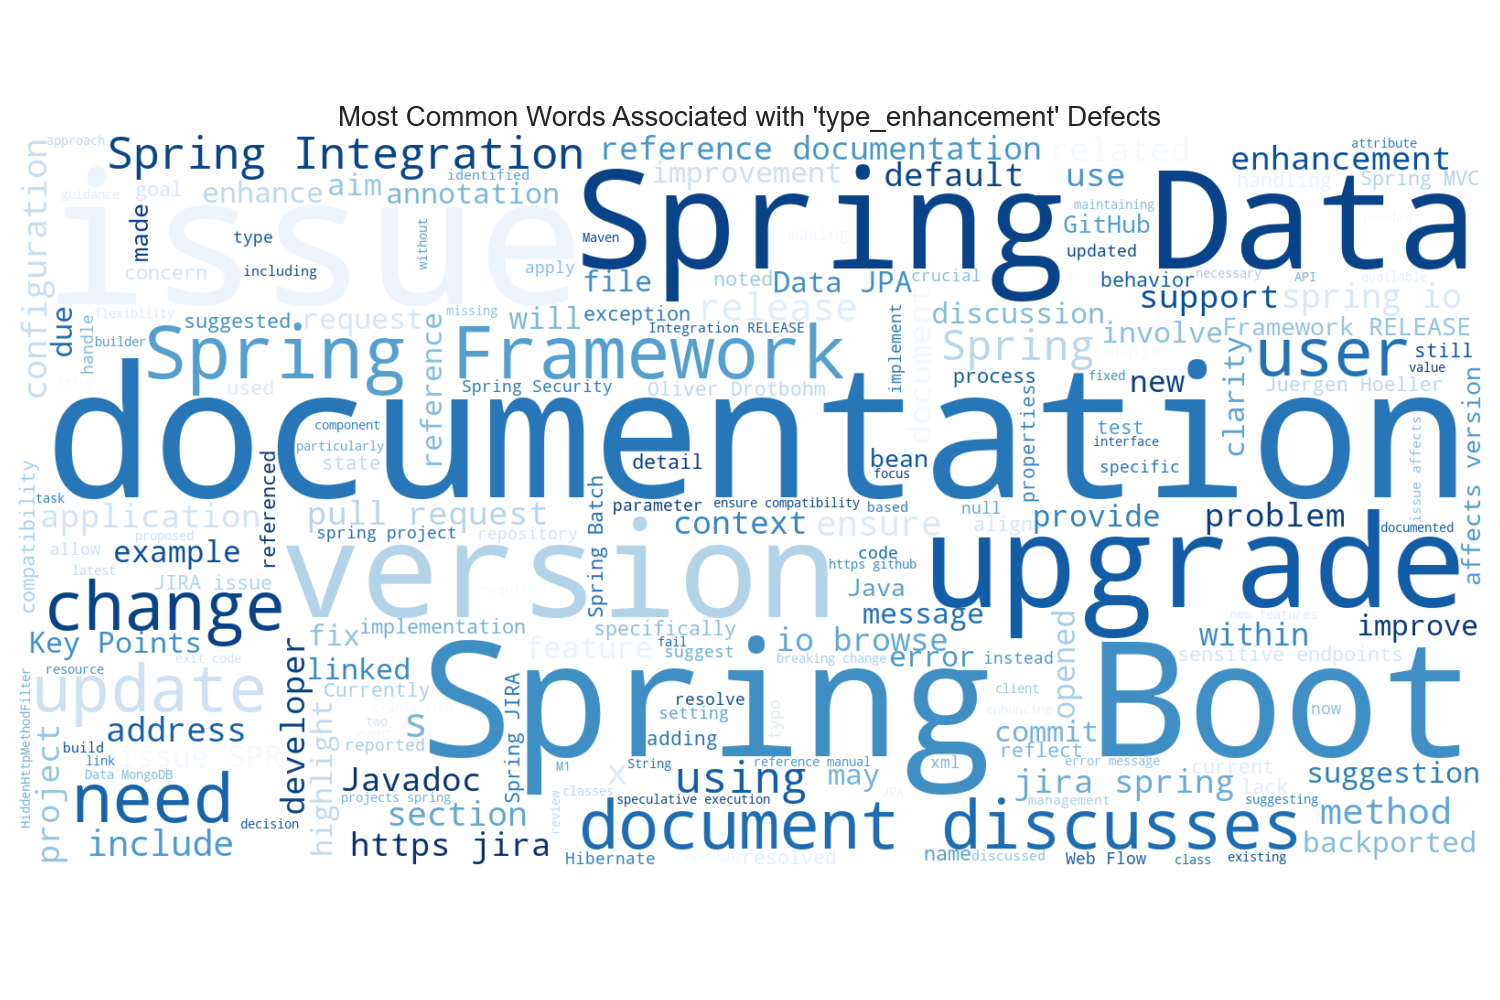 Most Common Words Associated with 'type_enhancement' Defects
approach
Spring Integration
reference documentation
related
attribute
enhancement
configuration
guidance
goal
enhance
aim
identified
annotation
improvement
default
use
handling
Spring MVC
issue
Spring Data
made
type
without
Maven
making
maintaining
GitHub
needed
updated
concern
including
apply
file
noted
Data JPA
crucial
behavior
necessary
API
available
due
flexibility
handle
suggested
request
missing
will
exception
release
discussion
support
spring io
builder
reference
Integration RELEASE
implement
document
involve
Framework RELEASE
Spring Framework
Spring
sample
user
still
value
setup
used
Spring Security
Oliver Drotbohm
process
fixed
new
clarity
Juergen Hoeller
documentation
component
particularly
state
detail
bean
focus
properties
test
interface
specific
issue affects
affects version
compatibility
task
referenced
Spring Batch
parameter
ensure compatibility
based
null
application
pull request
context
ensure
align
provide
problem
documented
proposed
spring project
repository
allow
example
code
https github
upgrade
latest
JIRA issue
version
required
Java
change
message
new features
Key Points
fix
implementation
specifically
io browse
opened
within
improve
exit code
developer
feature
fail
suggest
breaking change
error
instead
sensitive endpoints
resource
linked
HiddenHttpMethodFilter
update
Currently
Spring Boot
highlight
transaction
Spring JIRA
resolve
client
enhancing
now
address
two
s
setting
typo
commit
project
build
link
issue SPR
event
reported
adding
reflect
Data MongoDB
Javadoc
M1
String
reference manual
xml
error message
current
suggestion
need
projects spring
classes
x
using
may
JPA
jira spring
lack
management
method
section
review
speculative execution
suggesting
decision
include
https jira
document
discusses
backported
Hibernate
regarding
resolved
name
discussed
Web Flow
class
existing